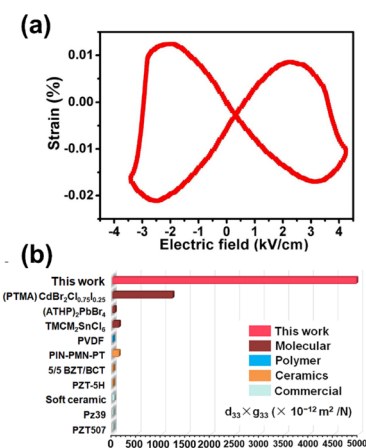 (a)
0.01
0.00
-0.01
-0.02
Strain (%)
-4 -3 -2 -1 0 1 2 3 4
Electric field (kV/cm)
(b)
This work
(PTMA)CdBr2Cl0.75I0.25
(ATHP)2PbBr4
TMCM2SnCl6
PVDF
PIN-PMN-PT
5/5 BZT/BCT
PZT-5H
Soft ceramic
Pz39
PZT507
This work
Molecular
Polymer
Ceramics
Commercial
d33×g33 (× 10−12 m2 /N)
0 500 1000 1500 2000 2500 3000 3500 4000 4500 5000